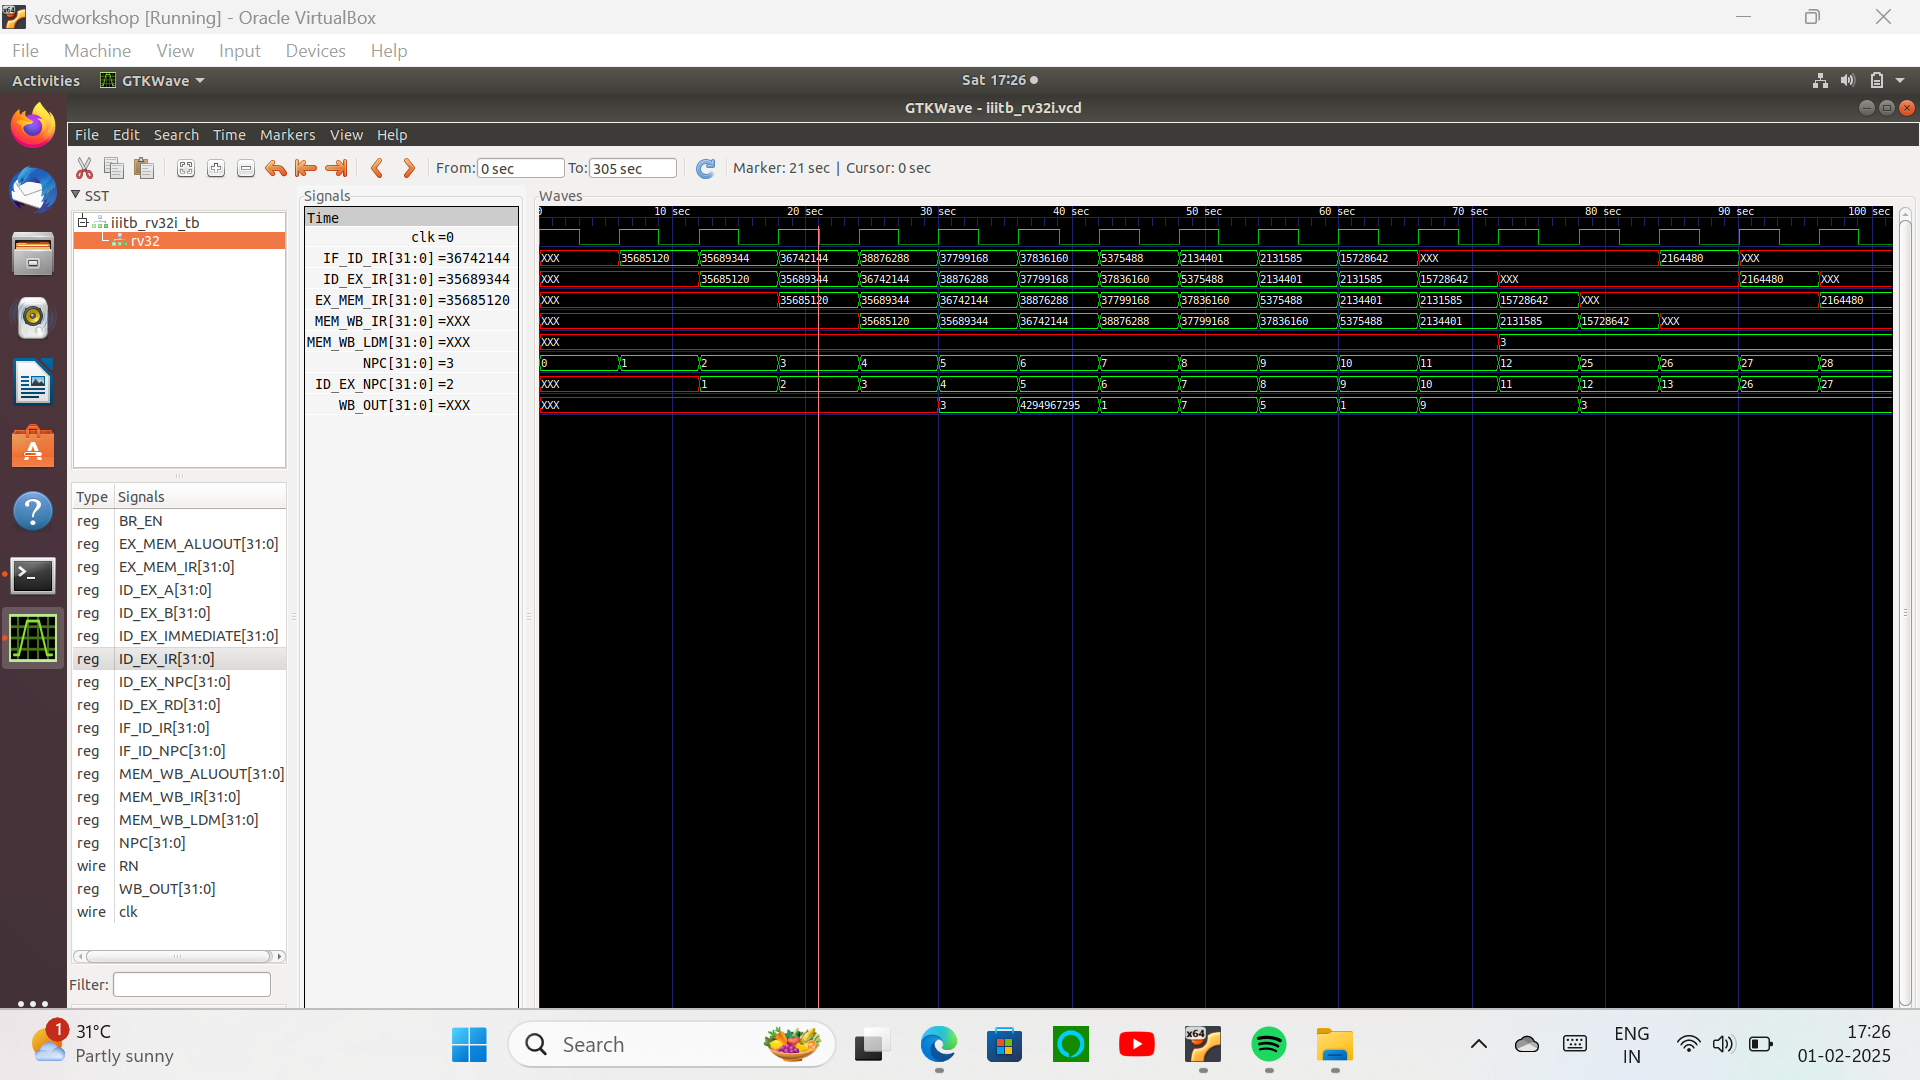 vsdworkshop [Running] - Oracle VirtualBox
File Machine View Input Devices Help
Activities GTKWave Sat 17:26
GTKWave - iiitb_rv32i.vcd
File Edit Search Time Markers View Help
From: 0 sec To: 305 sec Marker: 21 sec | Cursor: 0 sec
SST
iiitb_rv32i_tb
rv32
Type Signals
reg BR_EN
reg EX_MEM_ALUOUT[31:0]
reg EX_MEM_IR[31:0]
reg ID_EX_A[31:0]
reg ID_EX_B[31:0]
reg ID_EX_IMMEDIATE[31:0]
reg ID_EX_IR[31:0]
reg ID_EX_NPC[31:0]
reg ID_EX_RD[31:0]
reg IF_ID_IR[31:0]
reg IF_ID_NPC[31:0]
reg MEM_WB_ALUOUT[31:0]
reg MEM_WB_IR[31:0]
reg MEM_WB_LDM[31:0]
reg NPC[31:0]
wire RN
reg WB_OUT[31:0]
wire clk
Filter:
Signals
Time
clk=0
IF_ID_IR[31:0]=36742144
ID_EX_IR[31:0]=35689344
EX_MEM_IR[31:0]=35685120
MEM_WB_IR[31:0]=XXX
MEM_WB_LDM[31:0]=XXX
NPC[31:0]=3
ID_EX_NPC[31:0]=2
WB_OUT[31:0]=XXX
Waves
0 10 sec 20 sec 30 sec 40 sec 50 sec 60 sec 70 sec 80 sec 90 sec 100 sec
XXX 35685120 35689344 36742144 38876288 37799168 37836160 5375488 2134401 2131585 15728642 XXX 2164480 XXX
XXX 35685120 35689344 36742144 38876288 37799168 37836160 5375488 2134401 2131585 15728642 XXX 2164480 XXX
XXX 35685120 35689344 36742144 38876288 37799168 37836160 5375488 2134401 2131585 15728642 XXX 2164480
XXX 35685120 35689344 36742144 38876288 37799168 37836160 5375488 2134401 2131585 15728642 XXX
XXX 3
0 1 2 3 4 5 6 7 8 9 10 11 12 25 26 27 28
XXX 1 2 3 4 5 6 7 8 9 10 11 12 13 26 27
XXX 3 4294967295 1 7 5 1 9 3
1
31°C
Partly sunny
Search
x64
ENG
IN
17:26
01-02-2025